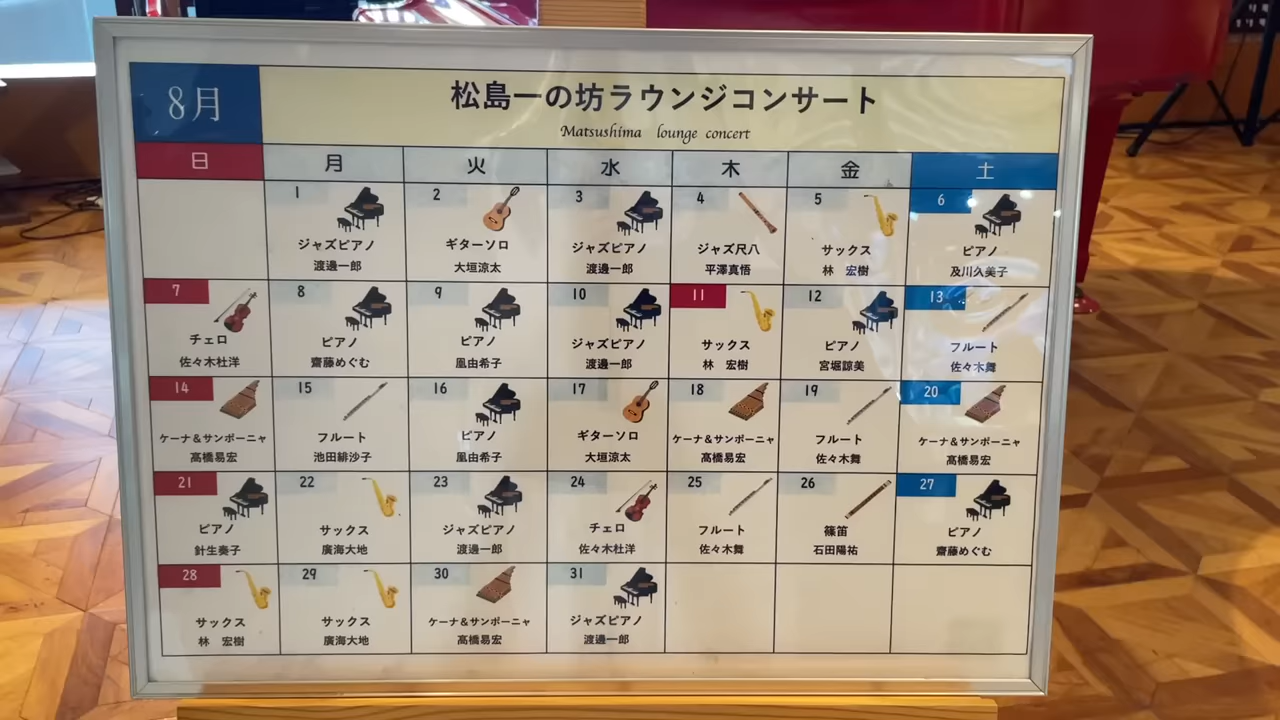 8月
松島一の坊ラウンジコンサート
Matsushima lounge concert
日 月 火 水 木 金 土
1 2 3 4 5 6
ジャズピアノ ギターソロ ジャズピアノ ジャズ尺八 サックス ピアノ
渡邊一郎 大垣涼太 渡邊一郎 平澤真悟 林 宏樹 及川久美子
7 8 9 10 11 12 13
チェロ ピアノ ピアノ ジャズピアノ サックス ピアノ フルート
佐々木杜洋 齋藤めぐむ 凰由希子 渡邊一郎 林 宏樹 宮堀諒美 佐々木舞
14 15 16 17 18 19 20
ケーナ&サンポーニャ フルート ピアノ ギターソロ ケーナ&サンポーニャ フルート ケーナ&サンポーニャ
髙橋易宏 池田緋沙子 凰由希子 大垣涼太 髙橋易宏 佐々木舞 髙橋易宏
21 22 23 24 25 26 27
ピアノ サックス ジャズピアノ チェロ フルート 篠笛 ピアノ
針生奏子 廣海大地 渡邊一郎 佐々木杜洋 佐々木舞 石田陽祐 齋藤めぐむ
28 29 30 31
サックス サックス ケーナ&サンポーニャ ジャズピアノ
林 宏樹 廣海大地 髙橋易宏 渡邊一郎